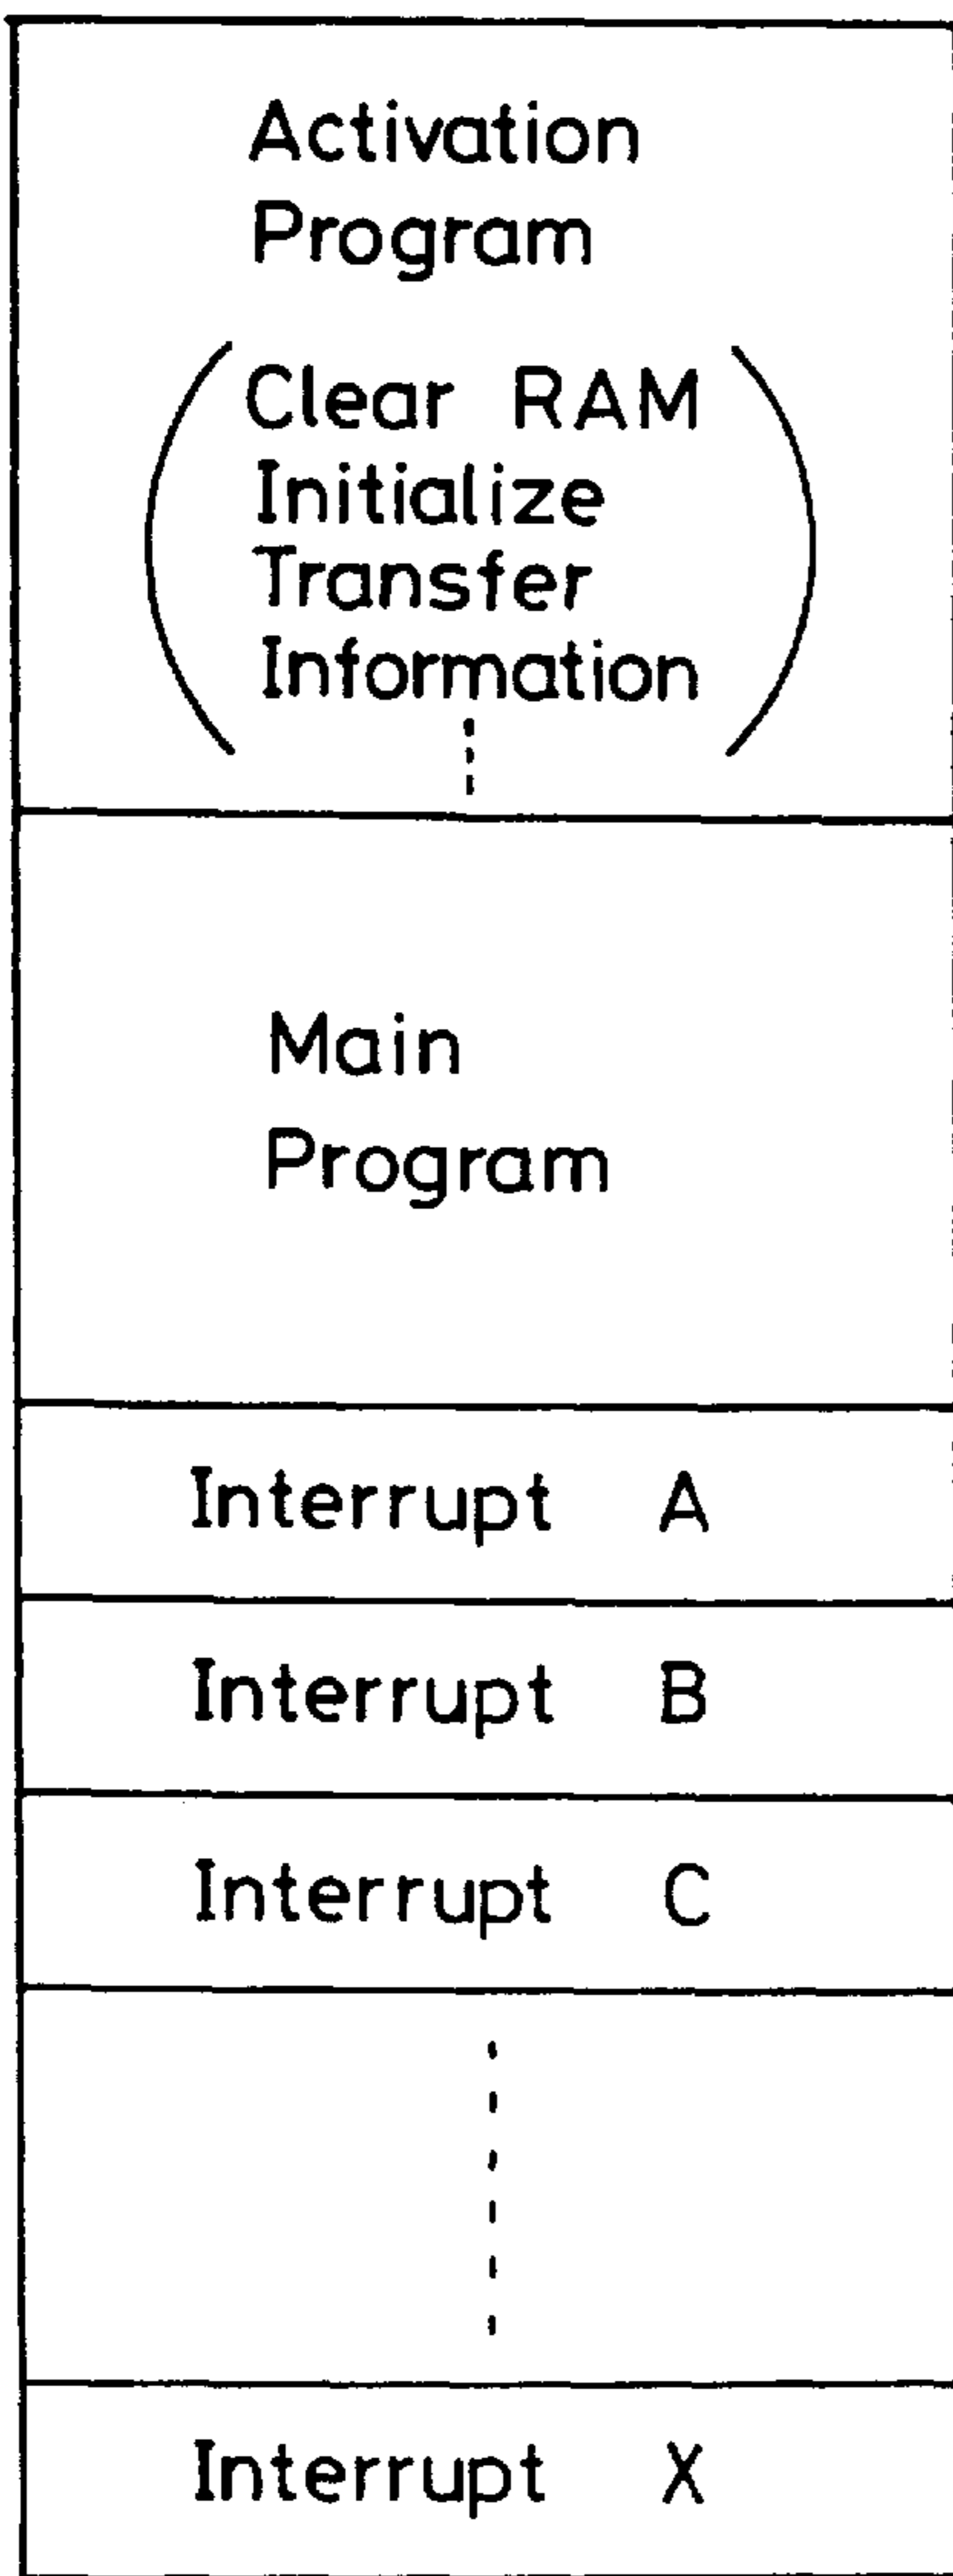 Activation
Program
Clear RAM
Initialize
Transfer
Information
Main
Program
Interrupt A
Interrupt B
Interrupt C
Interrupt X